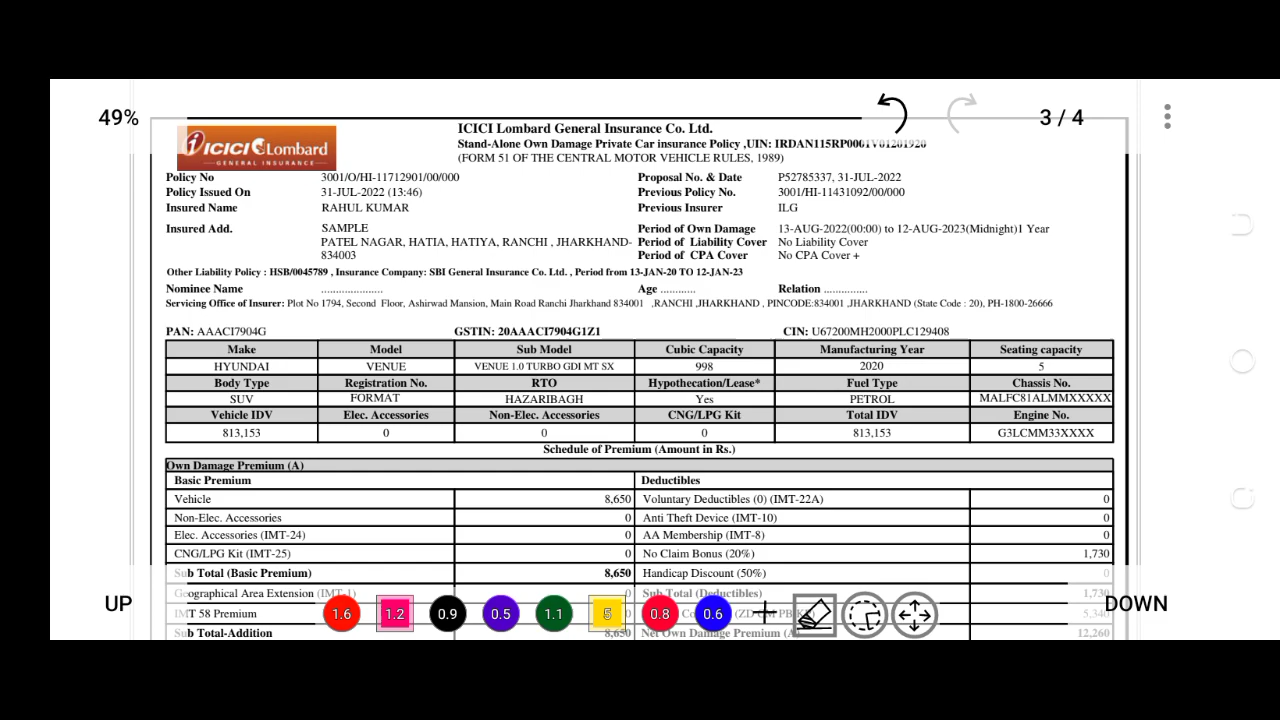 49%
3 / 4
ICICI Lombard
GENERAL INSURANCE
ICICI Lombard General Insurance Co. Ltd.
Stand-Alone Own Damage Private Car insurance Policy ,UIN: IRDAN115RP0001V01201920
(FORM 51 OF THE CENTRAL MOTOR VEHICLE RULES, 1989)
Policy No 3001/O/HI-11712901/00/000 Proposal No. & Date P52785337, 31-JUL-2022
Policy Issued On 31-JUL-2022 (13:46) Previous Policy No. 3001/HI-11431092/00/000
Insured Name RAHUL KUMAR Previous Insurer ILG
Insured Add. SAMPLE Period of Own Damage 13-AUG-2022(00:00) to 12-AUG-2023(Midnight)1 Year
PATEL NAGAR, HATIA, HATIYA, RANCHI , JHARKHAND- Period of Liability Cover No Liability Cover
834003 Period of CPA Cover No CPA Cover +
Other Liability Policy : HSB/0045789 , Insurance Company: SBI General Insurance Co. Ltd. , Period from 13-JAN-20 TO 12-JAN-23
Nominee Name ..................... Age ............ Relation ...............
Servicing Office of Insurer: Plot No 1794, Second Floor, Ashirwad Mansion, Main Road Ranchi Jharkhand 834001 ,RANCHI ,JHARKHAND , PINCODE:834001 ,JHARKHAND (State Code : 20), PH-1800-26666
PAN: AAACI7904G GSTIN: 20AAACI7904G1Z1 CIN: U67200MH2000PLC129408
Make Model Sub Model Cubic Capacity Manufacturing Year Seating capacity
HYUNDAI VENUE VENUE 1.0 TURBO GDI MT SX 998 2020 5
Body Type Registration No. RTO Hypothecation/Lease* Fuel Type Chassis No.
SUV FORMAT HAZARIBAGH Yes PETROL MALFC81ALMMXXXXX
Vehicle IDV Elec. Accessories Non-Elec. Accessories CNG/LPG Kit Total IDV Engine No.
813,153 0 0 0 813,153 G3LCMM33XXXX
Schedule of Premium (Amount in Rs.)
Own Damage Premium (A)
Basic Premium Deductibles
Vehicle 8,650 Voluntary Deductibles (0) (IMT-22A) 0
Non-Elec. Accessories 0 Anti Theft Device (IMT-10) 0
Elec. Accessories (IMT-24) 0 AA Membership (IMT-8) 0
CNG/LPG Kit (IMT-25) 0 No Claim Bonus (20%) 1,730
Sub Total (Basic Premium) 8,650 Handicap Discount (50%) 0
Geographical Area Extension (IMT-1) 0 Sub Total (Deductibles) 1,730
IMT 58 Premium 5,340
Sub Total-Addition 8,650 Net Own Damage Premium (A) 12,260
UP 1.6 1.2 0.9 0.5 1.1 5 0.8 0.6 DOWN